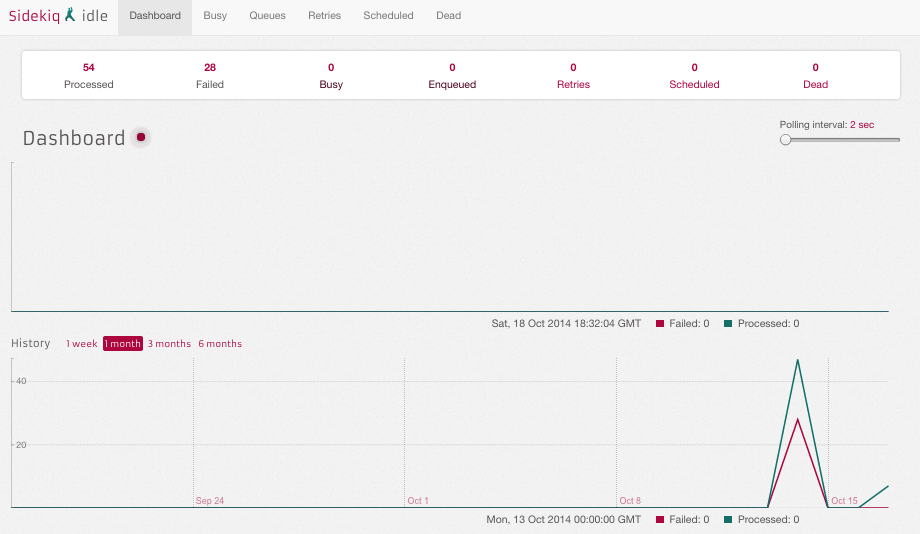 Sidekiq idle Dashboard Busy Queues Retries Scheduled Dead
54 28 0 0 0 0 0
Processed Failed Busy Enqueued Retries Scheduled Dead
Polling interval: 2 sec
Dashboard
Sat, 18 Oct 2014 18:32:04 GMT Failed: 0 Processed: 0
History 1 week 1 month 3 months 6 months
40
20
Sep 24 Oct 1 Oct 8 Oct 15
Mon, 13 Oct 2014 00:00:00 GMT Failed: 0 Processed: 0